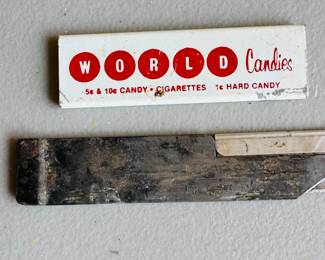 WORLD Candies
5¢ & 10¢ CANDY • CIGARETTES 1¢ HARD CANDY